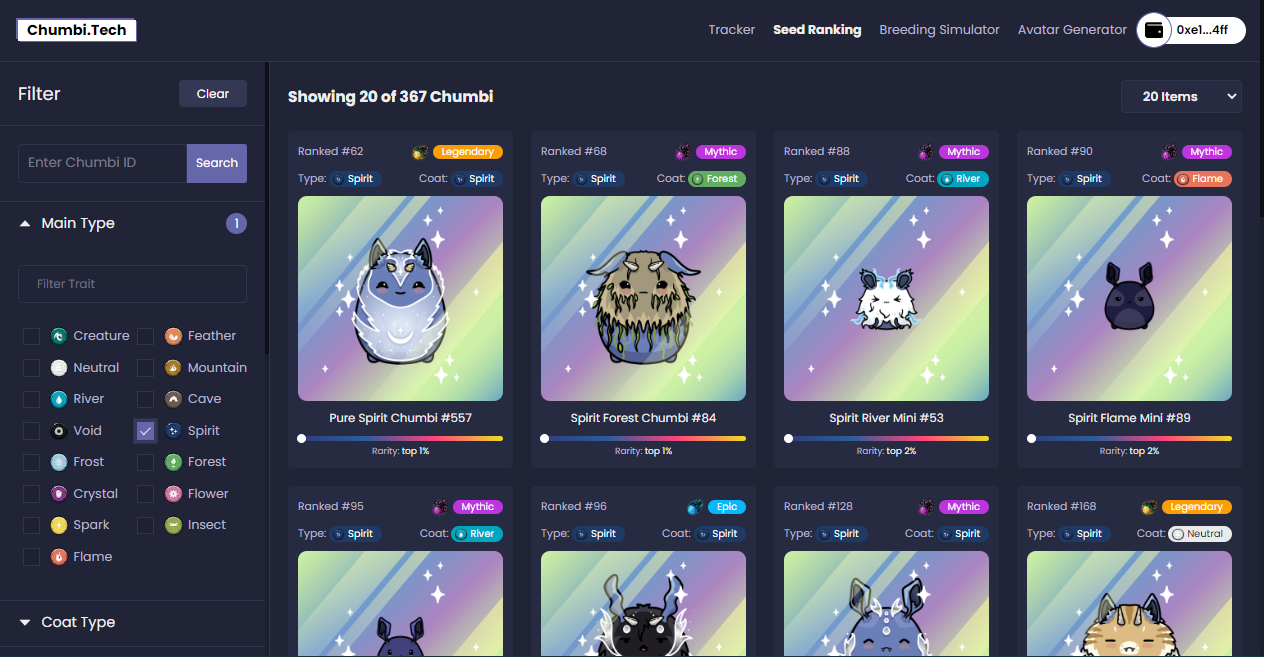 Chumbi.Tech
Tracker Seed Ranking Breeding Simulator Avatar Generator 0xe1...4ff
Filter Clear
Enter Chumbi ID Search
Main Type 1
Filter Trait
Creature Feather
Neutral Mountain
River Cave
Void Spirit
Frost Forest
Crystal Flower
Spark Insect
Flame
Coat Type
Showing 20 of 367 Chumbi 20 Items
Ranked #62 Legendary
Type: Spirit Coat: Spirit
Pure Spirit Chumbi #557
Rarity: top 1%
Ranked #68 Mythic
Type: Spirit Coat: Forest
Spirit Forest Chumbi #84
Rarity: top 1%
Ranked #88 Mythic
Type: Spirit Coat: River
Spirit River Mini #53
Rarity: top 2%
Ranked #90 Mythic
Type: Spirit Coat: Flame
Spirit Flame Mini #89
Rarity: top 2%
Ranked #95 Mythic
Type: Spirit Coat: River
Ranked #96 Epic
Type: Spirit Coat: Spirit
Ranked #128 Mythic
Type: Spirit Coat: Spirit
Ranked #168 Legendary
Type: Spirit Coat: Neutral